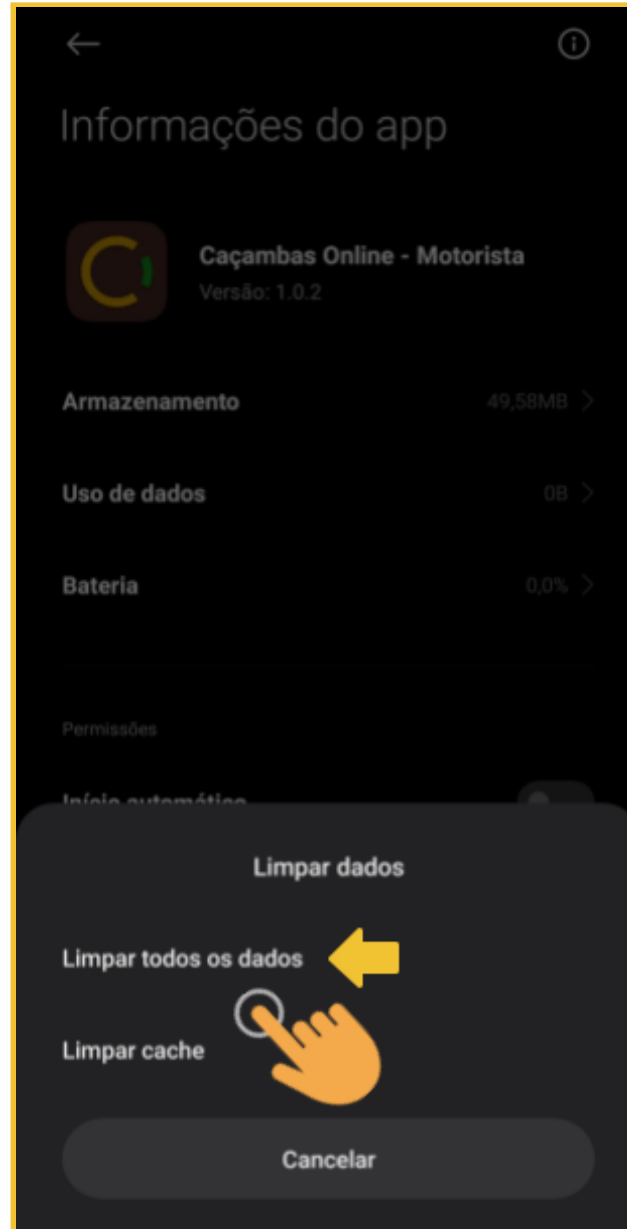 Informações do app
Caçambas Online - Motorista
Versão: 1.0.2
Armazenamento 49,58MB
Uso de dados 0B
Bateria 0,0%
Permissões
Início automático
Limpar dados
Limpar todos os dados
Limpar cache
Cancelar